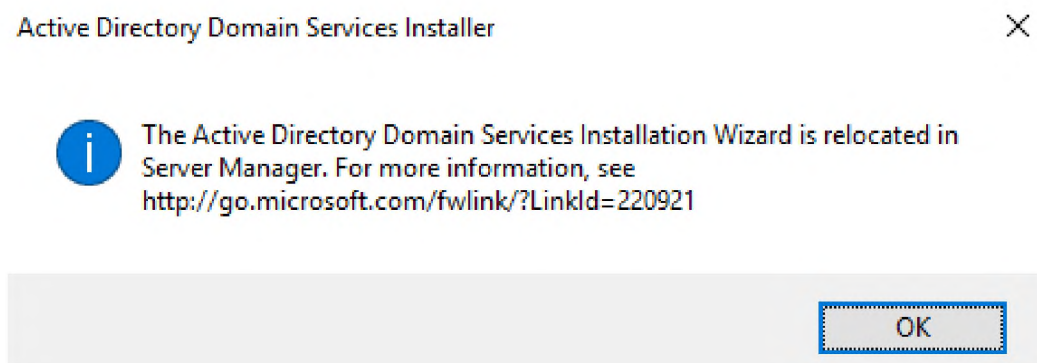 Active Directory Domain Services Installer
The Active Directory Domain Services Installation Wizard is relocated in
Server Manager. For more information, see
http://go.microsoft.com/fwlink/?LinkId=220921
OK